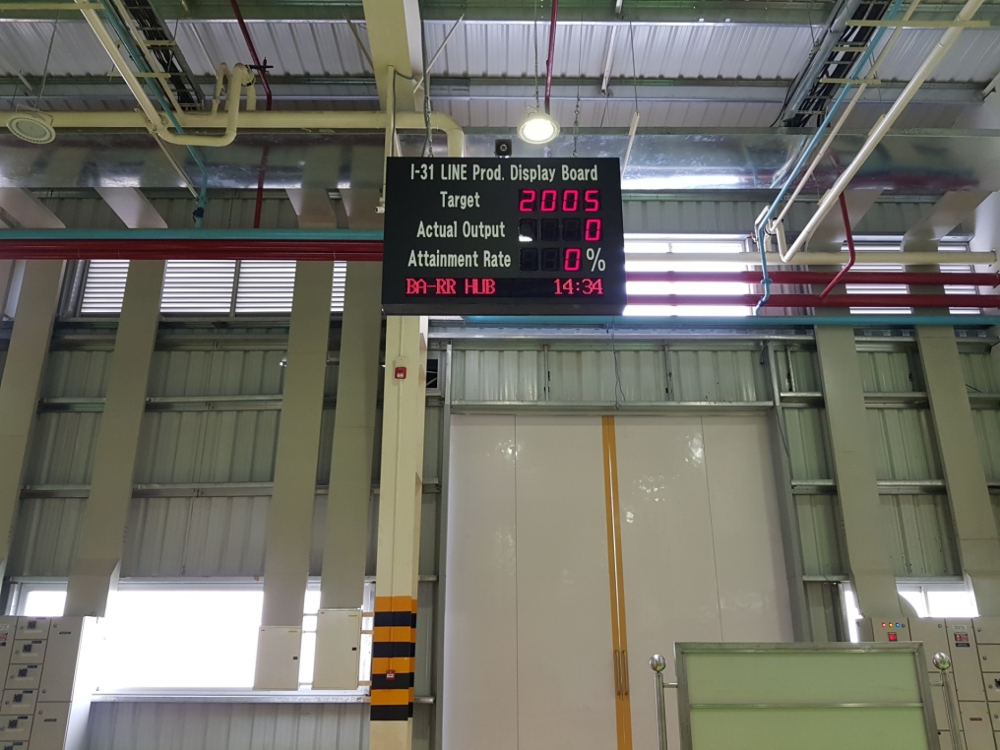 I-31 LINE Prod. Display Board
Target 2005
Actual Output 0
Attainment Rate 0 %
BA-RR HUB 14:34